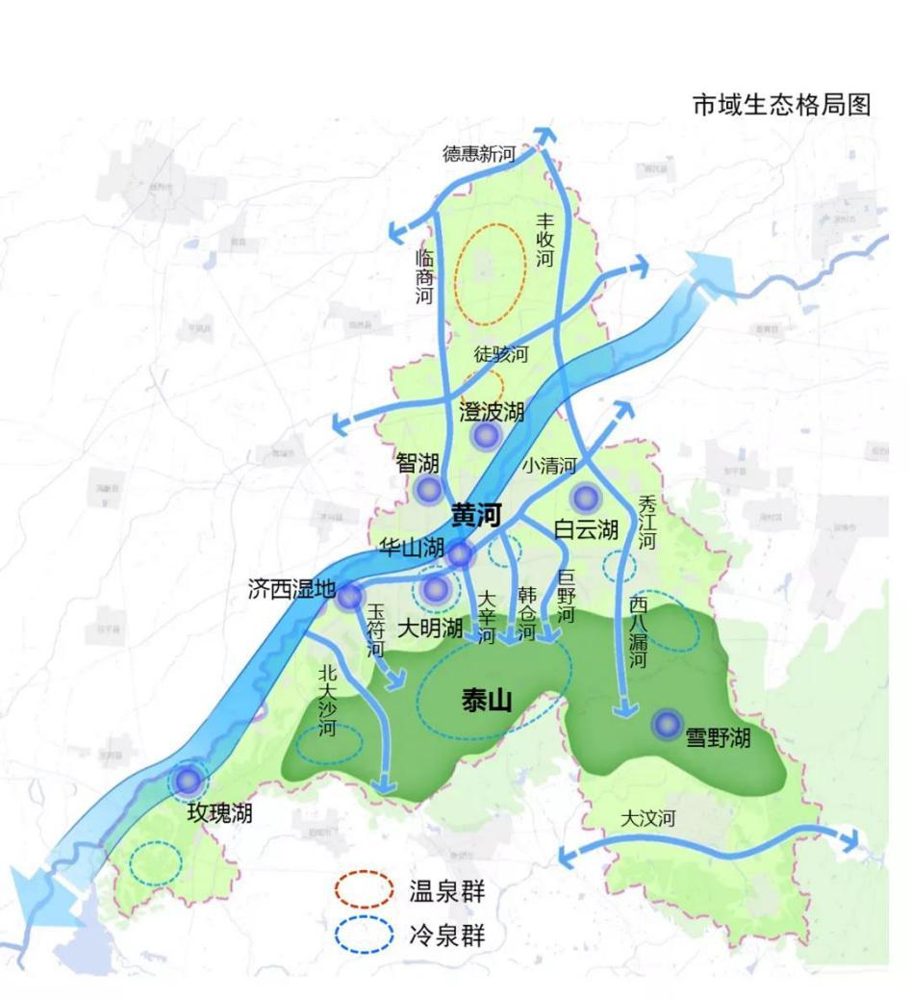 市域生态格局图
德惠新河
丰收河
临商河
徒骇河
澄波湖
智湖
小清河
黄河
白云湖
秀江河
华山湖
济西湿地
大明湖
玉符河
大辛河
韩仓河
巨野河
西八漏河
北大沙河
泰山
雪野湖
玫瑰湖
大汶河
温泉群
冷泉群